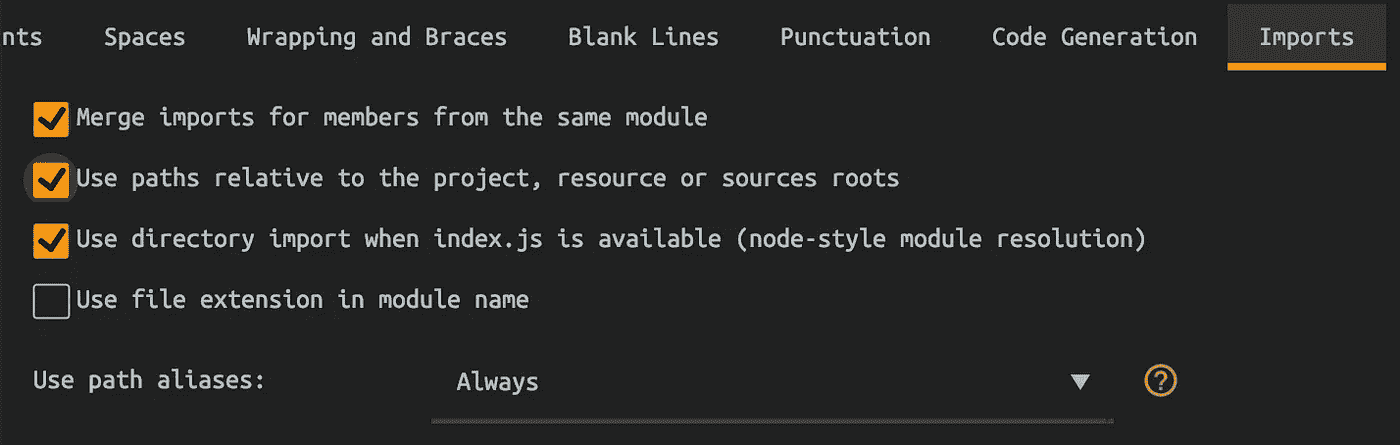 nts Spaces Wrapping and Braces Blank Lines Punctuation Code Generation Imports
Merge imports for members from the same module
Use paths relative to the project, resource or sources roots
Use directory import when index.js is available (node-style module resolution)
Use file extension in module name
Use path aliases: Always ?